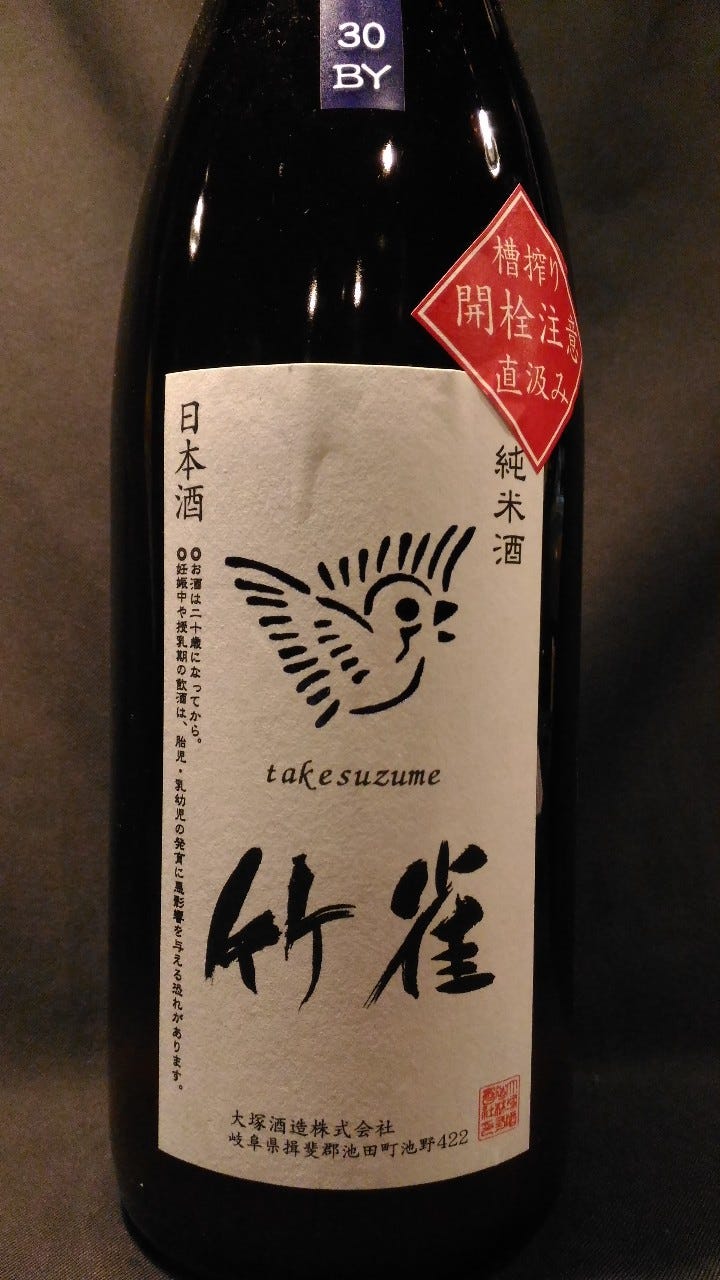 30
BY
槽搾り
開栓注意
直汲み
純米酒
日本酒
◎お酒は二十歳になってから。
◎妊娠中や授乳期の飲酒は、胎児・乳幼児の発育に悪影響を与える恐れがあります。
takesuzume
竹雀
大塚酒造株式会社
岐阜県揖斐郡池田町池野422